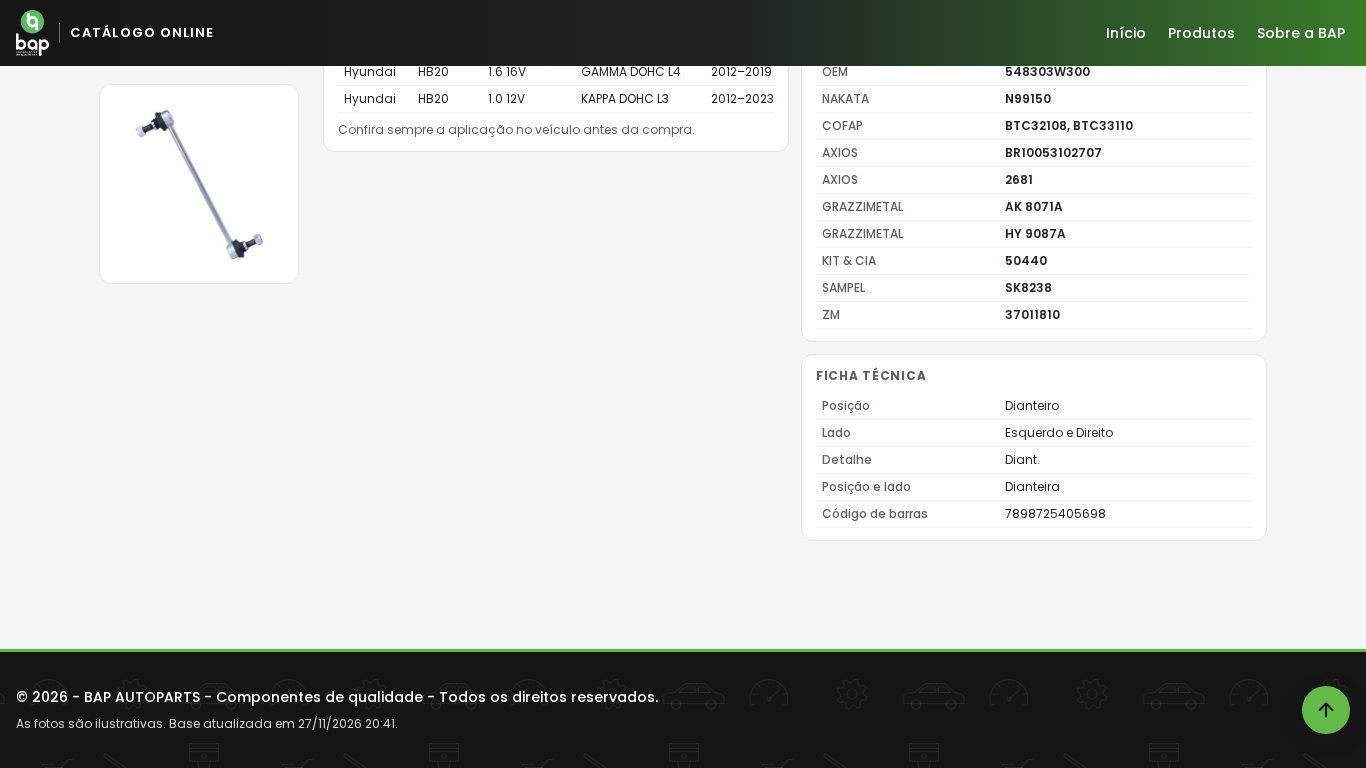 bap
CATÁLOGO ONLINE
Início
Produtos
Sobre a BAP
Hyundai HB20 1.6 16V GAMMA DOHC L4 2012–2019
Hyundai HB20 1.0 12V KAPPA DOHC L3 2012–2023
Confira sempre a aplicação no veículo antes da compra.
OEM 548303W300
NAKATA N99150
COFAP BTC32108, BTC33110
AXIOS BR10053102707
AXIOS 2681
GRAZZIMETAL AK 8071A
GRAZZIMETAL HY 9087A
KIT & CIA 50440
SAMPEL SK8238
ZM 37011810
FICHA TÉCNICA
Posição Dianteiro
Lado Esquerdo e Direito
Detalhe Diant.
Posição e lado Dianteira
Código de barras 7898725405698
© 2026 - BAP AUTOPARTS - Componentes de qualidade - Todos os direitos reservados.
As fotos são ilustrativas. Base atualizada em 27/11/2026 20:41.